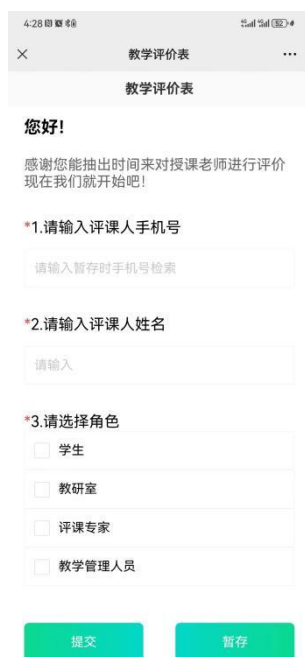 4:28
教学评价表
教学评价表
您好!
感谢您能抽出时间来对授课老师进行评价
现在我们就开始吧!
*1.请输入评课人手机号
请输入暂存时手机号检索
*2.请输入评课人姓名
请输入
*3.请选择角色
学生
教研室
评课专家
教学管理人员
提交
暂存